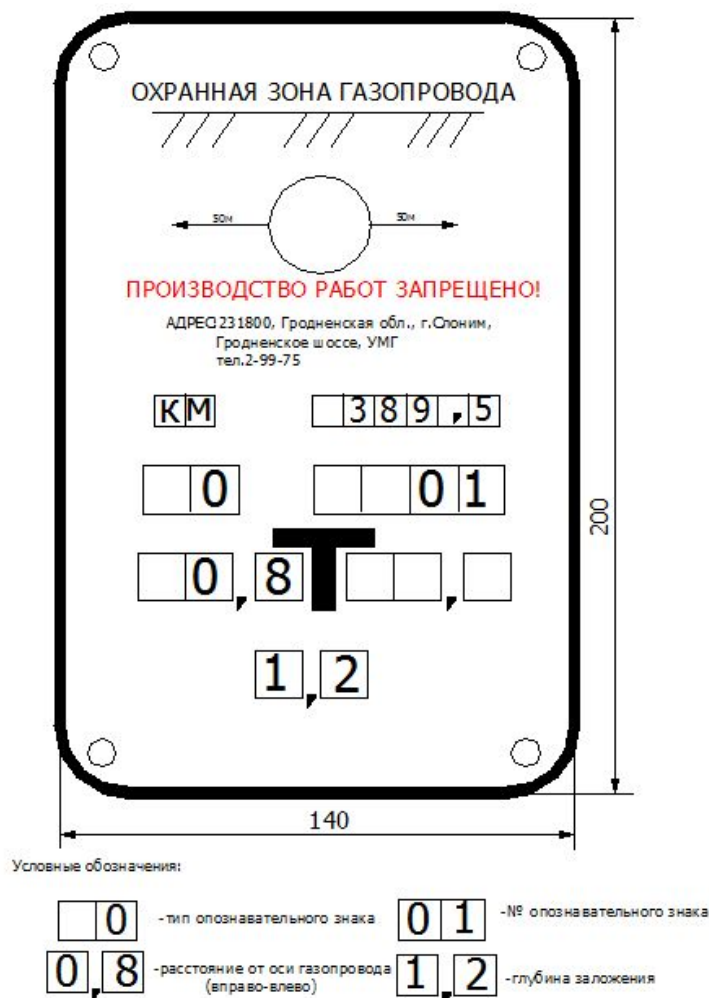 ОХРАННАЯ ЗОНА ГАЗОПРОВОДА
50м 50м
ПРОИЗВОДСТВО РАБОТ ЗАПРЕЩЕНО!
АДРЕС:231800, Гродненская обл., г.Слоним,
Гродненское шоссе, УМГ
тел.2-99-75
КМ 389,5
0 01
0,8 Т ,
1,2
200
140
Условные обозначения:
0 -тип опознавательного знака 01 -№ опознавательного знака
0,8 -расстояние от оси газопровода (вправо-влево) 1,2 -глубина заложения